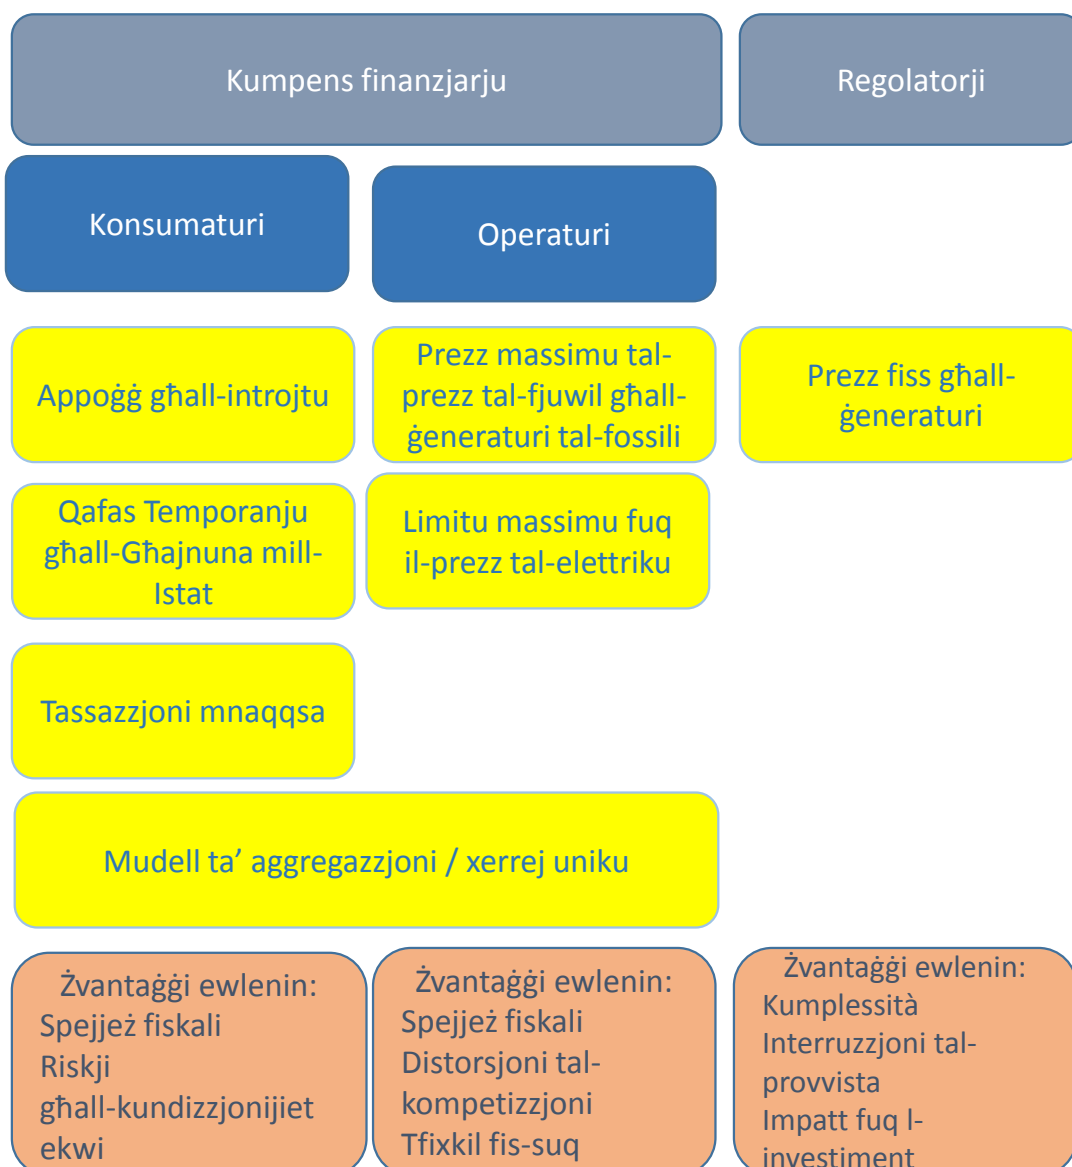 Kumpens finanzjarju
Regolatorji
Konsumaturi
Operaturi
Appoġġ għall-introjtu
Prezz massimu tal-
prezz tal-fjuwil għall-
ġeneraturi tal-fossili
Prezz fiss għall-
ġeneraturi
Qafas Temporanju
għall-Għajnuna mill-
Istat
Limitu massimu fuq
il-prezz tal-elettriku
Tassazzjoni mnaqqsa
Mudell ta’ aggregazzjoni / xerrej uniku
Żvantaġġi ewlenin:
Spejjeż fiskali
Riskji
għall-kundizzjonijiet
ekwi
Żvantaġġi ewlenin:
Spejjeż fiskali
Distorsjoni tal-
kompetizzjoni
Tfixkil fis-suq
Żvantaġġi ewlenin:
Kumplessità
Interruzzjoni tal-
provvista
Impatt fuq l-
investiment